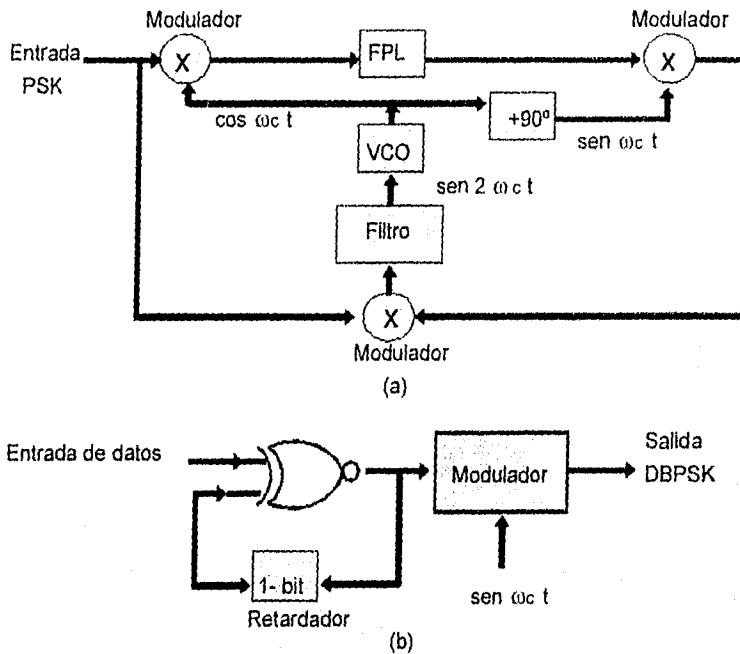 Modulador
Modulador
Entrada
PSK
X
FPL
X
cos ωc t
+90º
sen ωc t
VCO
sen 2 ωc t
Filtro
X
Modulador
(a)
Entrada de datos
Modulador
Salida
DBPSK
1- bit
Retardador
sen ωc t
(b)